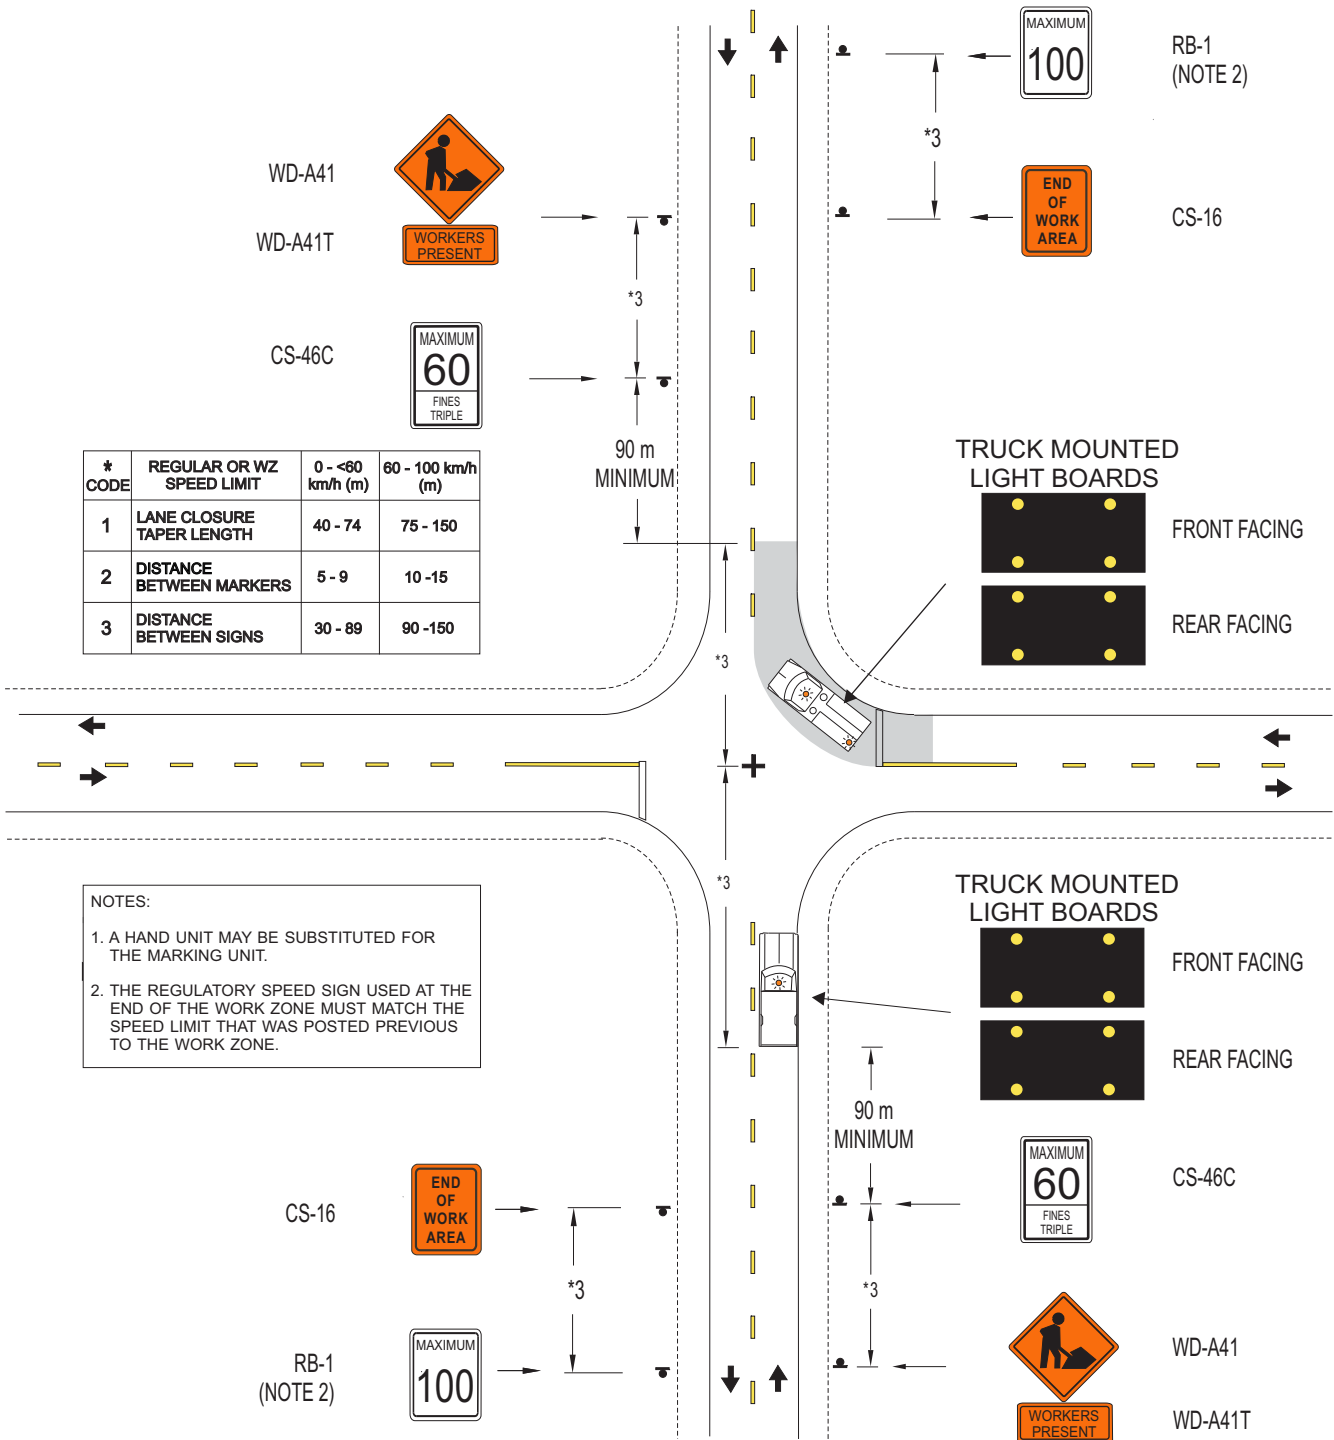 MAXIMUM
100
RB-1
(NOTE 2)
*3
END
OF
WORK
AREA
CS-16
WD-A41
WD-A41T
WORKERS
PRESENT
*3
CS-46C
MAXIMUM
60
FINES
TRIPLE
90 m
MINIMUM
* CODE REGULAR OR WZ SPEED LIMIT 0 - <60 km/h (m) 60 - 100 km/h (m)
1 LANE CLOSURE TAPER LENGTH 40 - 74 75 - 150
2 DISTANCE BETWEEN MARKERS 5 - 9 10 -15
3 DISTANCE BETWEEN SIGNS 30 - 89 90 -150
TRUCK MOUNTED
LIGHT BOARDS
FRONT FACING
REAR FACING
*3
*3
NOTES:
1. A HAND UNIT MAY BE SUBSTITUTED FOR
THE MARKING UNIT.
2. THE REGULATORY SPEED SIGN USED AT THE
END OF THE WORK ZONE MUST MATCH THE
SPEED LIMIT THAT WAS POSTED PREVIOUS
TO THE WORK ZONE.
TRUCK MOUNTED
LIGHT BOARDS
FRONT FACING
REAR FACING
90 m
MINIMUM
CS-16
END
OF
WORK
AREA
*3
RB-1
(NOTE 2)
MAXIMUM
100
MAXIMUM
60
FINES
TRIPLE
CS-46C
*3
WD-A41
WORKERS
PRESENT
WD-A41T